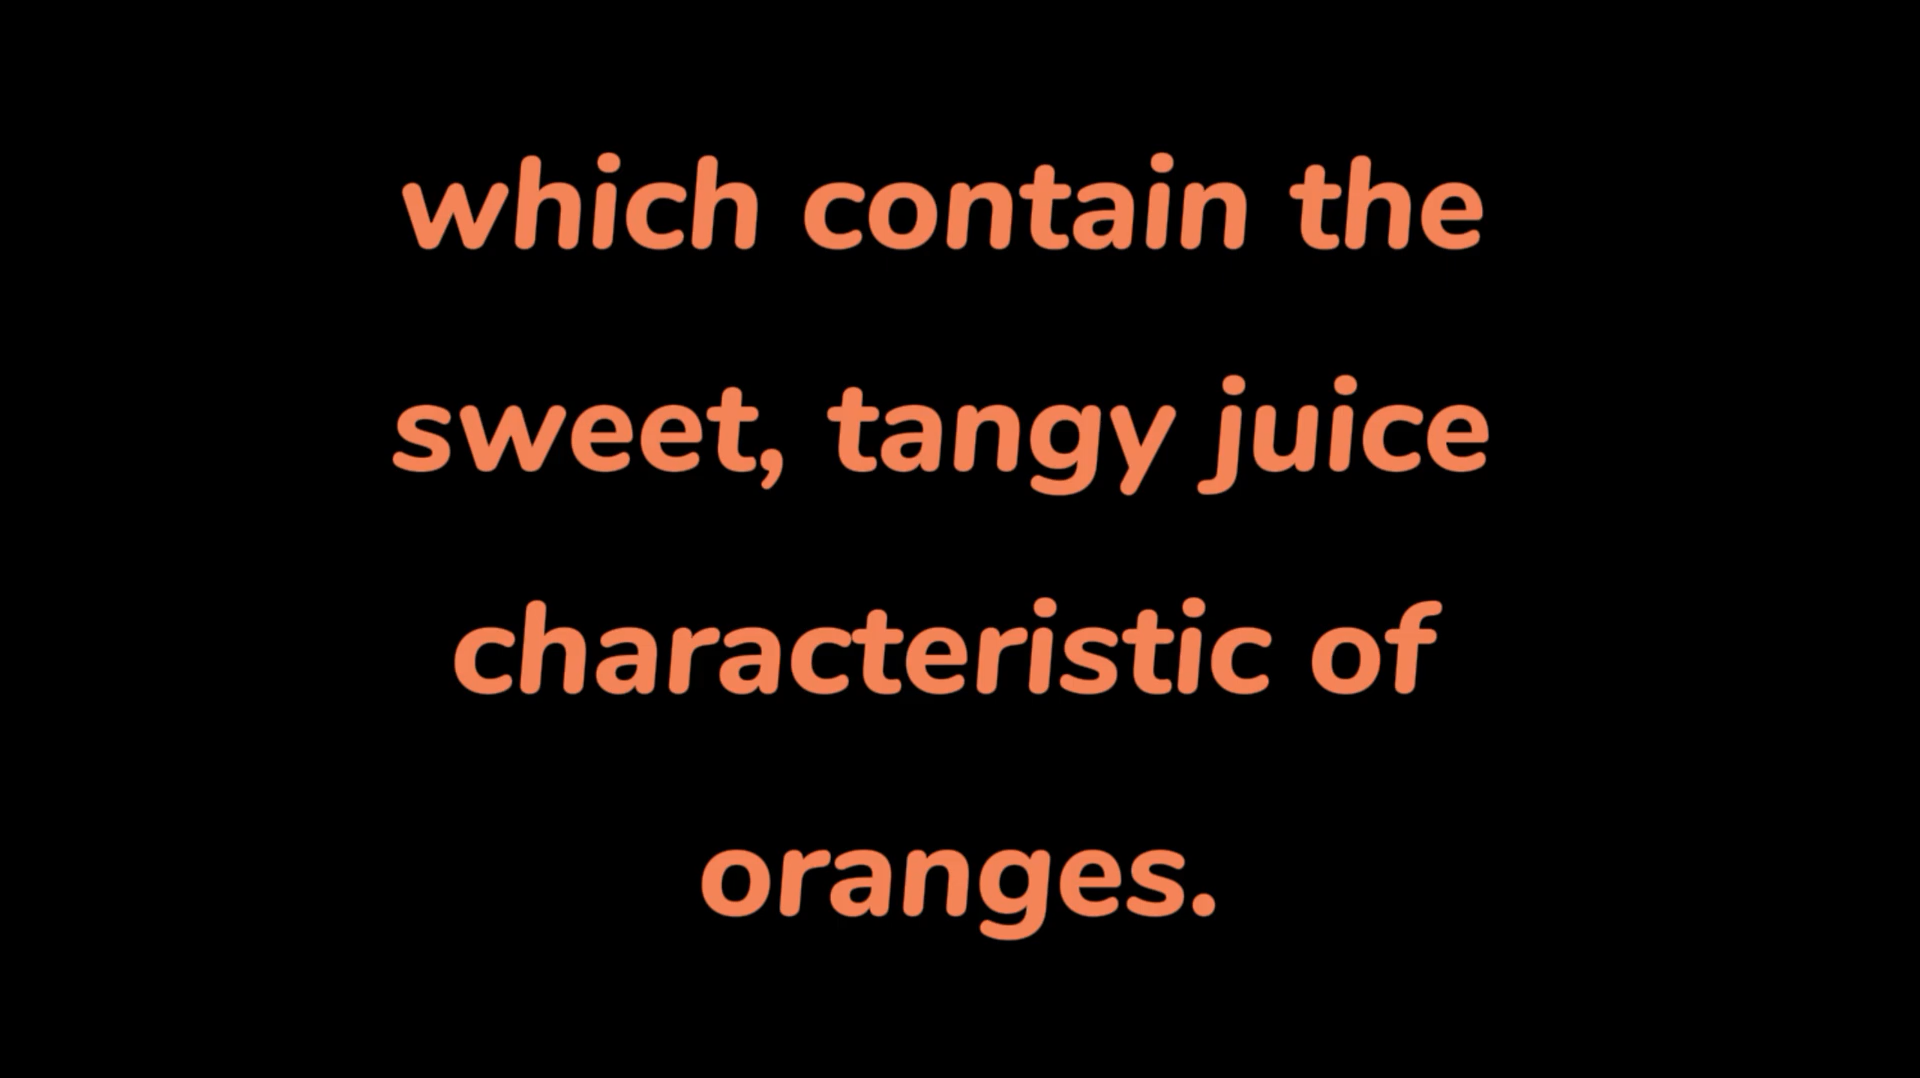 which contain the
sweet, tangy juice
characteristic of
oranges.